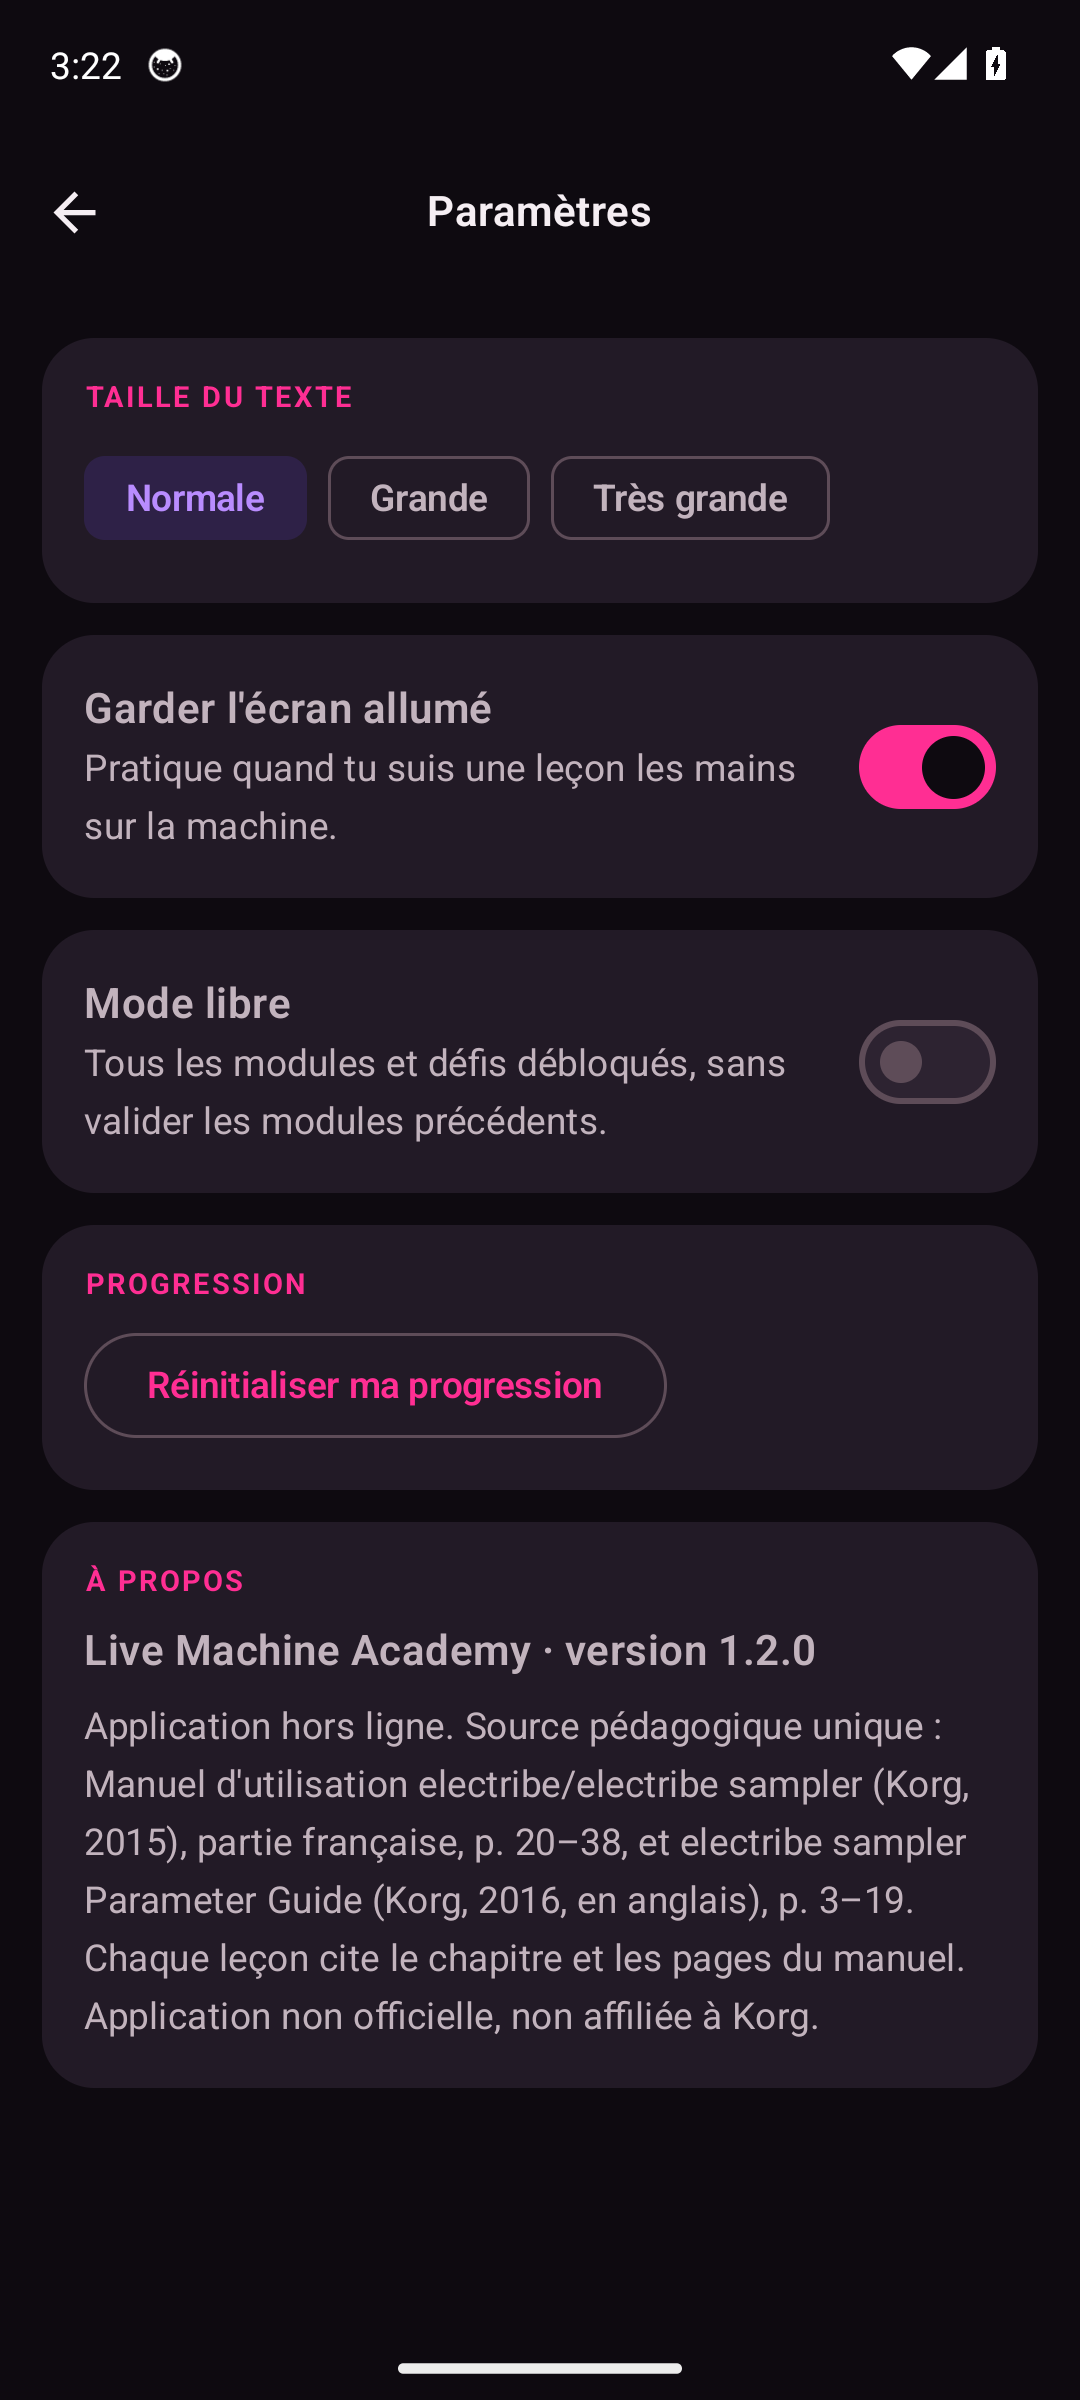 3:22
Paramètres
TAILLE DU TEXTE
Normale
Grande
Très grande
Garder l'écran allumé
Pratique quand tu suis une leçon les mains
sur la machine.
Mode libre
Tous les modules et défis débloqués, sans
valider les modules précédents.
PROGRESSION
Réinitialiser ma progression
À PROPOS
Live Machine Academy · version 1.2.0
Application hors ligne. Source pédagogique unique :
Manuel d'utilisation electribe/electribe sampler (Korg,
2015), partie française, p. 20–38, et electribe sampler
Parameter Guide (Korg, 2016, en anglais), p. 3–19.
Chaque leçon cite le chapitre et les pages du manuel.
Application non officielle, non affiliée à Korg.